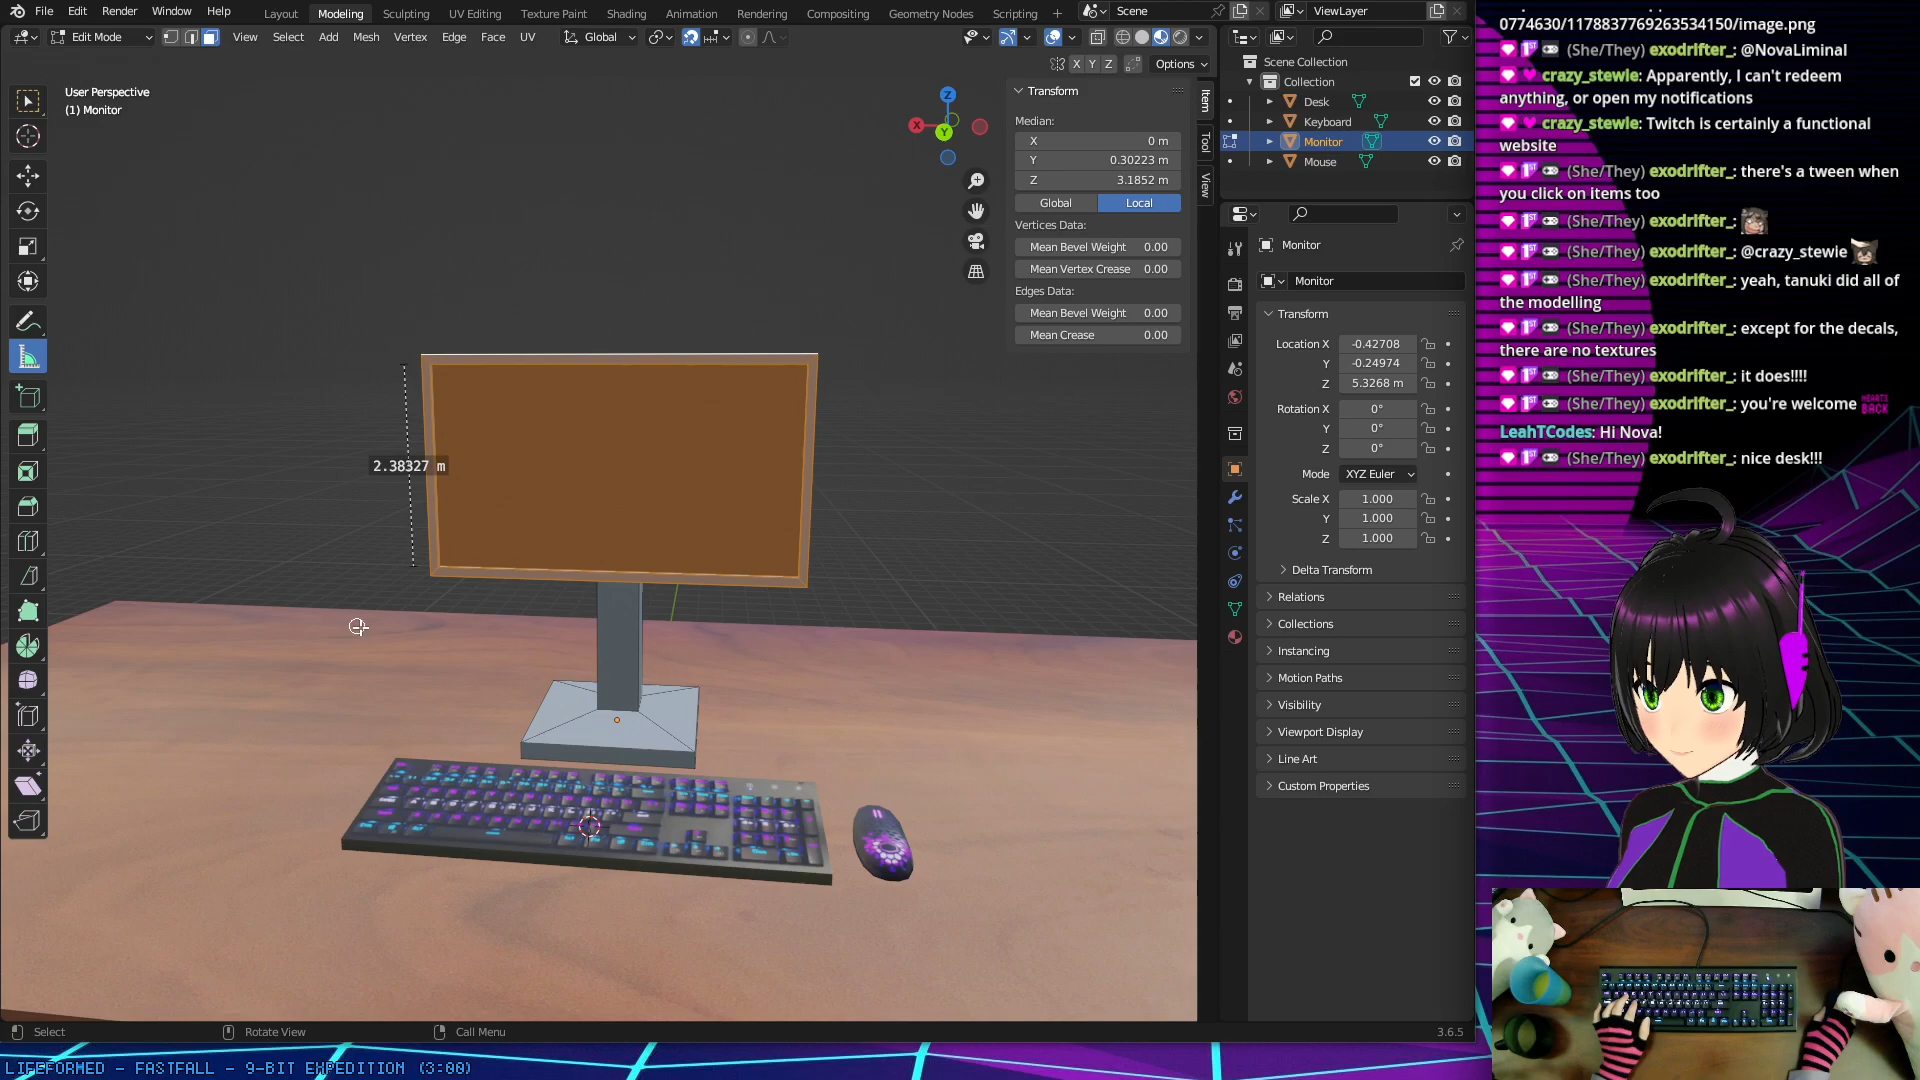 File Edit Render Window Help
Layout Modeling Sculpting UV Editing Texture Paint Shading Animation Rendering Compositing Geometry Nodes Scripting +
Scene
ViewLayer
Edit Mode
View Select Add Mesh Vertex Edge Face UV
Global
X Y Z
Options
User Perspective
(1) Monitor
Z
X
Y
Transform
Median:
X 0 m
Y 0.30223 m
Z 3.1852 m
Global Local
Vertices Data:
Mean Bevel Weight 0.00
Mean Vertex Crease 0.00
Edges Data:
Mean Bevel Weight 0.00
Mean Crease 0.00
Item
Tool
View
2.38327 m
Scene Collection
Collection
Desk
Keyboard
Monitor
Mouse
Monitor
Monitor
Transform
Location X -0.42708
Y -0.24974
Z 5.3268 m
Rotation X 0°
Y 0°
Z 0°
Mode XYZ Euler
Scale X 1.000
Y 1.000
Z 1.000
Delta Transform
Relations
Collections
Instancing
Motion Paths
Visibility
Viewport Display
Line Art
Custom Properties
Select
Rotate View
Call Menu
3.6.5
0774630/1178837769263534150/image.png
(She/They) exodrifter_: @NovaLiminal
crazy_stewie: Apparently, I can't redeem
anything, or open my notifications
crazy_stewie: Twitch is certainly a functional
website
(She/They) exodrifter_: there's a tween when
you click on items too
(She/They) exodrifter_:
(She/They) exodrifter_: @crazy_stewie
(She/They) exodrifter_: yeah, tanuki did all of
the modelling
(She/They) exodrifter_: except for the decals,
there are no textures
(She/They) exodrifter_: it does!!!!
(She/They) exodrifter_: you're welcome HEARTS BACK
LeahTCodes: Hi Nova!
(She/They) exodrifter_: nice desk!!!
LIFEFORMED - FASTFALL - 9-BIT EXPEDITION (3:00)